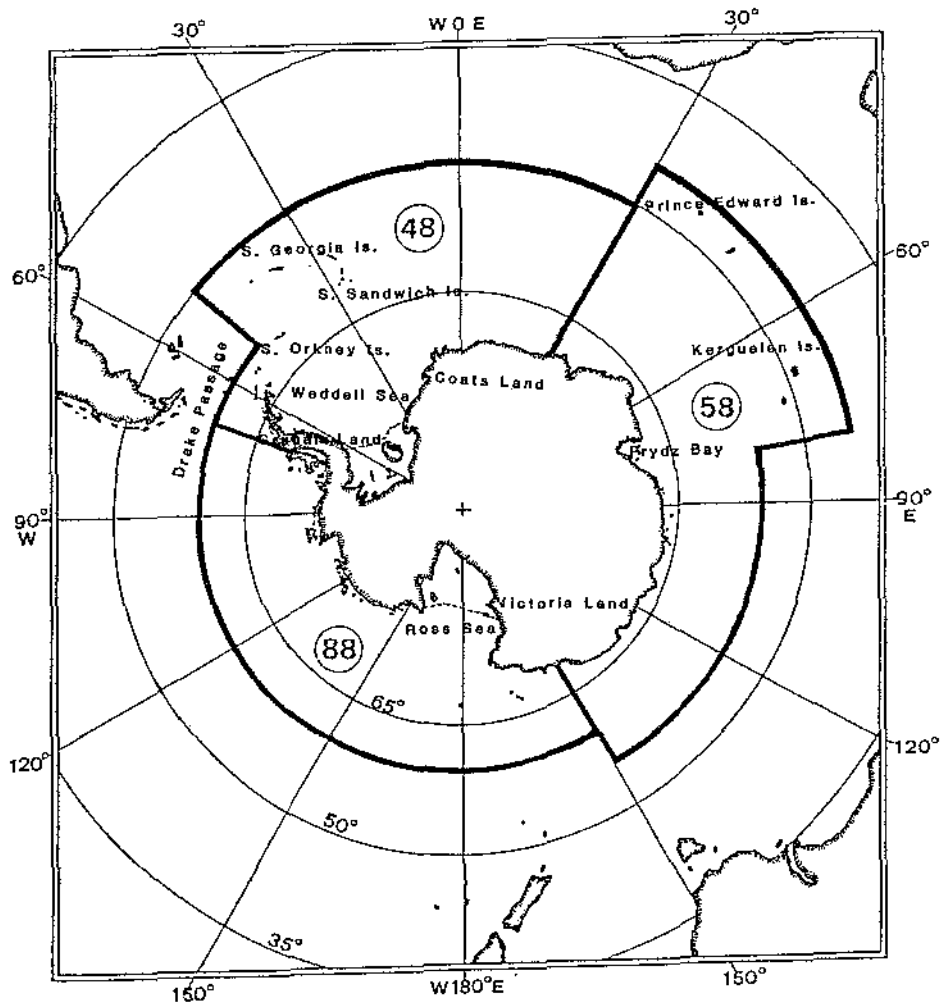 30°
W O E
30°
60°
S. Georgia Is.
48
Prince Edward Is.
60°
S. Sandwich Is.
Drake Passage
S. Orkney Is.
Kerguelen Is.
Weddell Sea
Coats Land
58
Graham Land
Prydz Bay
90°
W
90°
E
Victoria Land
Ross Sea
88
65°
120°
120°
50°
35°
150°
W180°E
150°